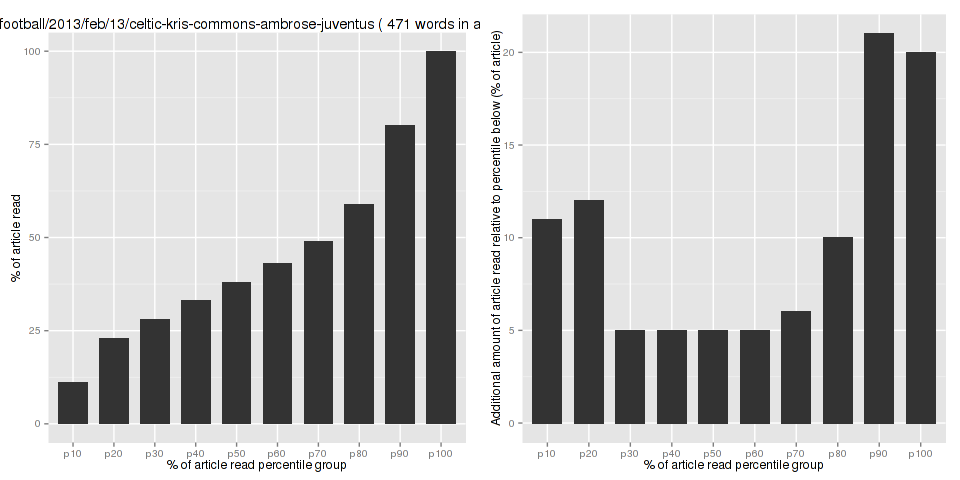 football/2013/feb/13/celtic-kris-commons-ambrose-juventus ( 471 words in a
% of article read
100
75
50
25
0
p10 p20 p30 p40 p50 p60 p70 p80 p90 p100
% of article read percentile group
Additional amount of article read relative to percentile below (% of article)
20
15
10
5
0
p10 p20 p30 p40 p50 p60 p70 p80 p90 p100
% of article read percentile group